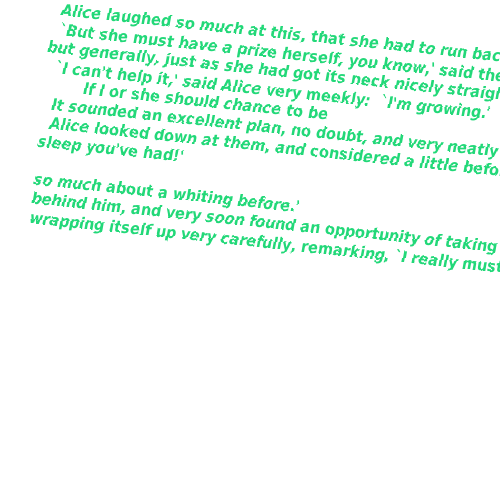 Alice laughed so much at this, that she had to run
`But she must have a prize herself, you know,' said the
but generally, just as she had got its neck nicely
`I can't help it,' said Alice very meekly:  `I'm growing.'
If I or she should chance to be
It sounded an excellent plan, no doubt, and very neatly
Alice looked down at them, and considered a little
sleep you've had!'
so much about a whiting before.'
behind him, and very soon found an opportunity of taking
wrapping itself up very carefully, remarking, `I really must